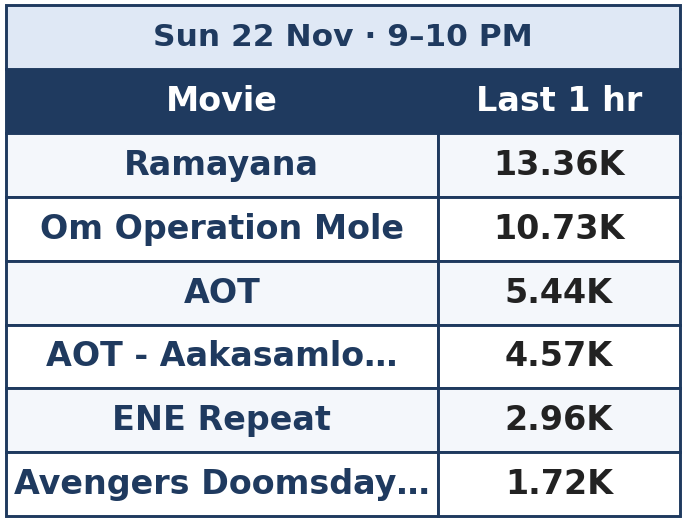 Sun 22 Nov · 9–10 PM
Movie Last 1 hr
Ramayana 13.36K
Om Operation Mole 10.73K
AOT 5.44K
AOT - Aakasamlo... 4.57K
ENE Repeat 2.96K
Avengers Doomsday... 1.72K